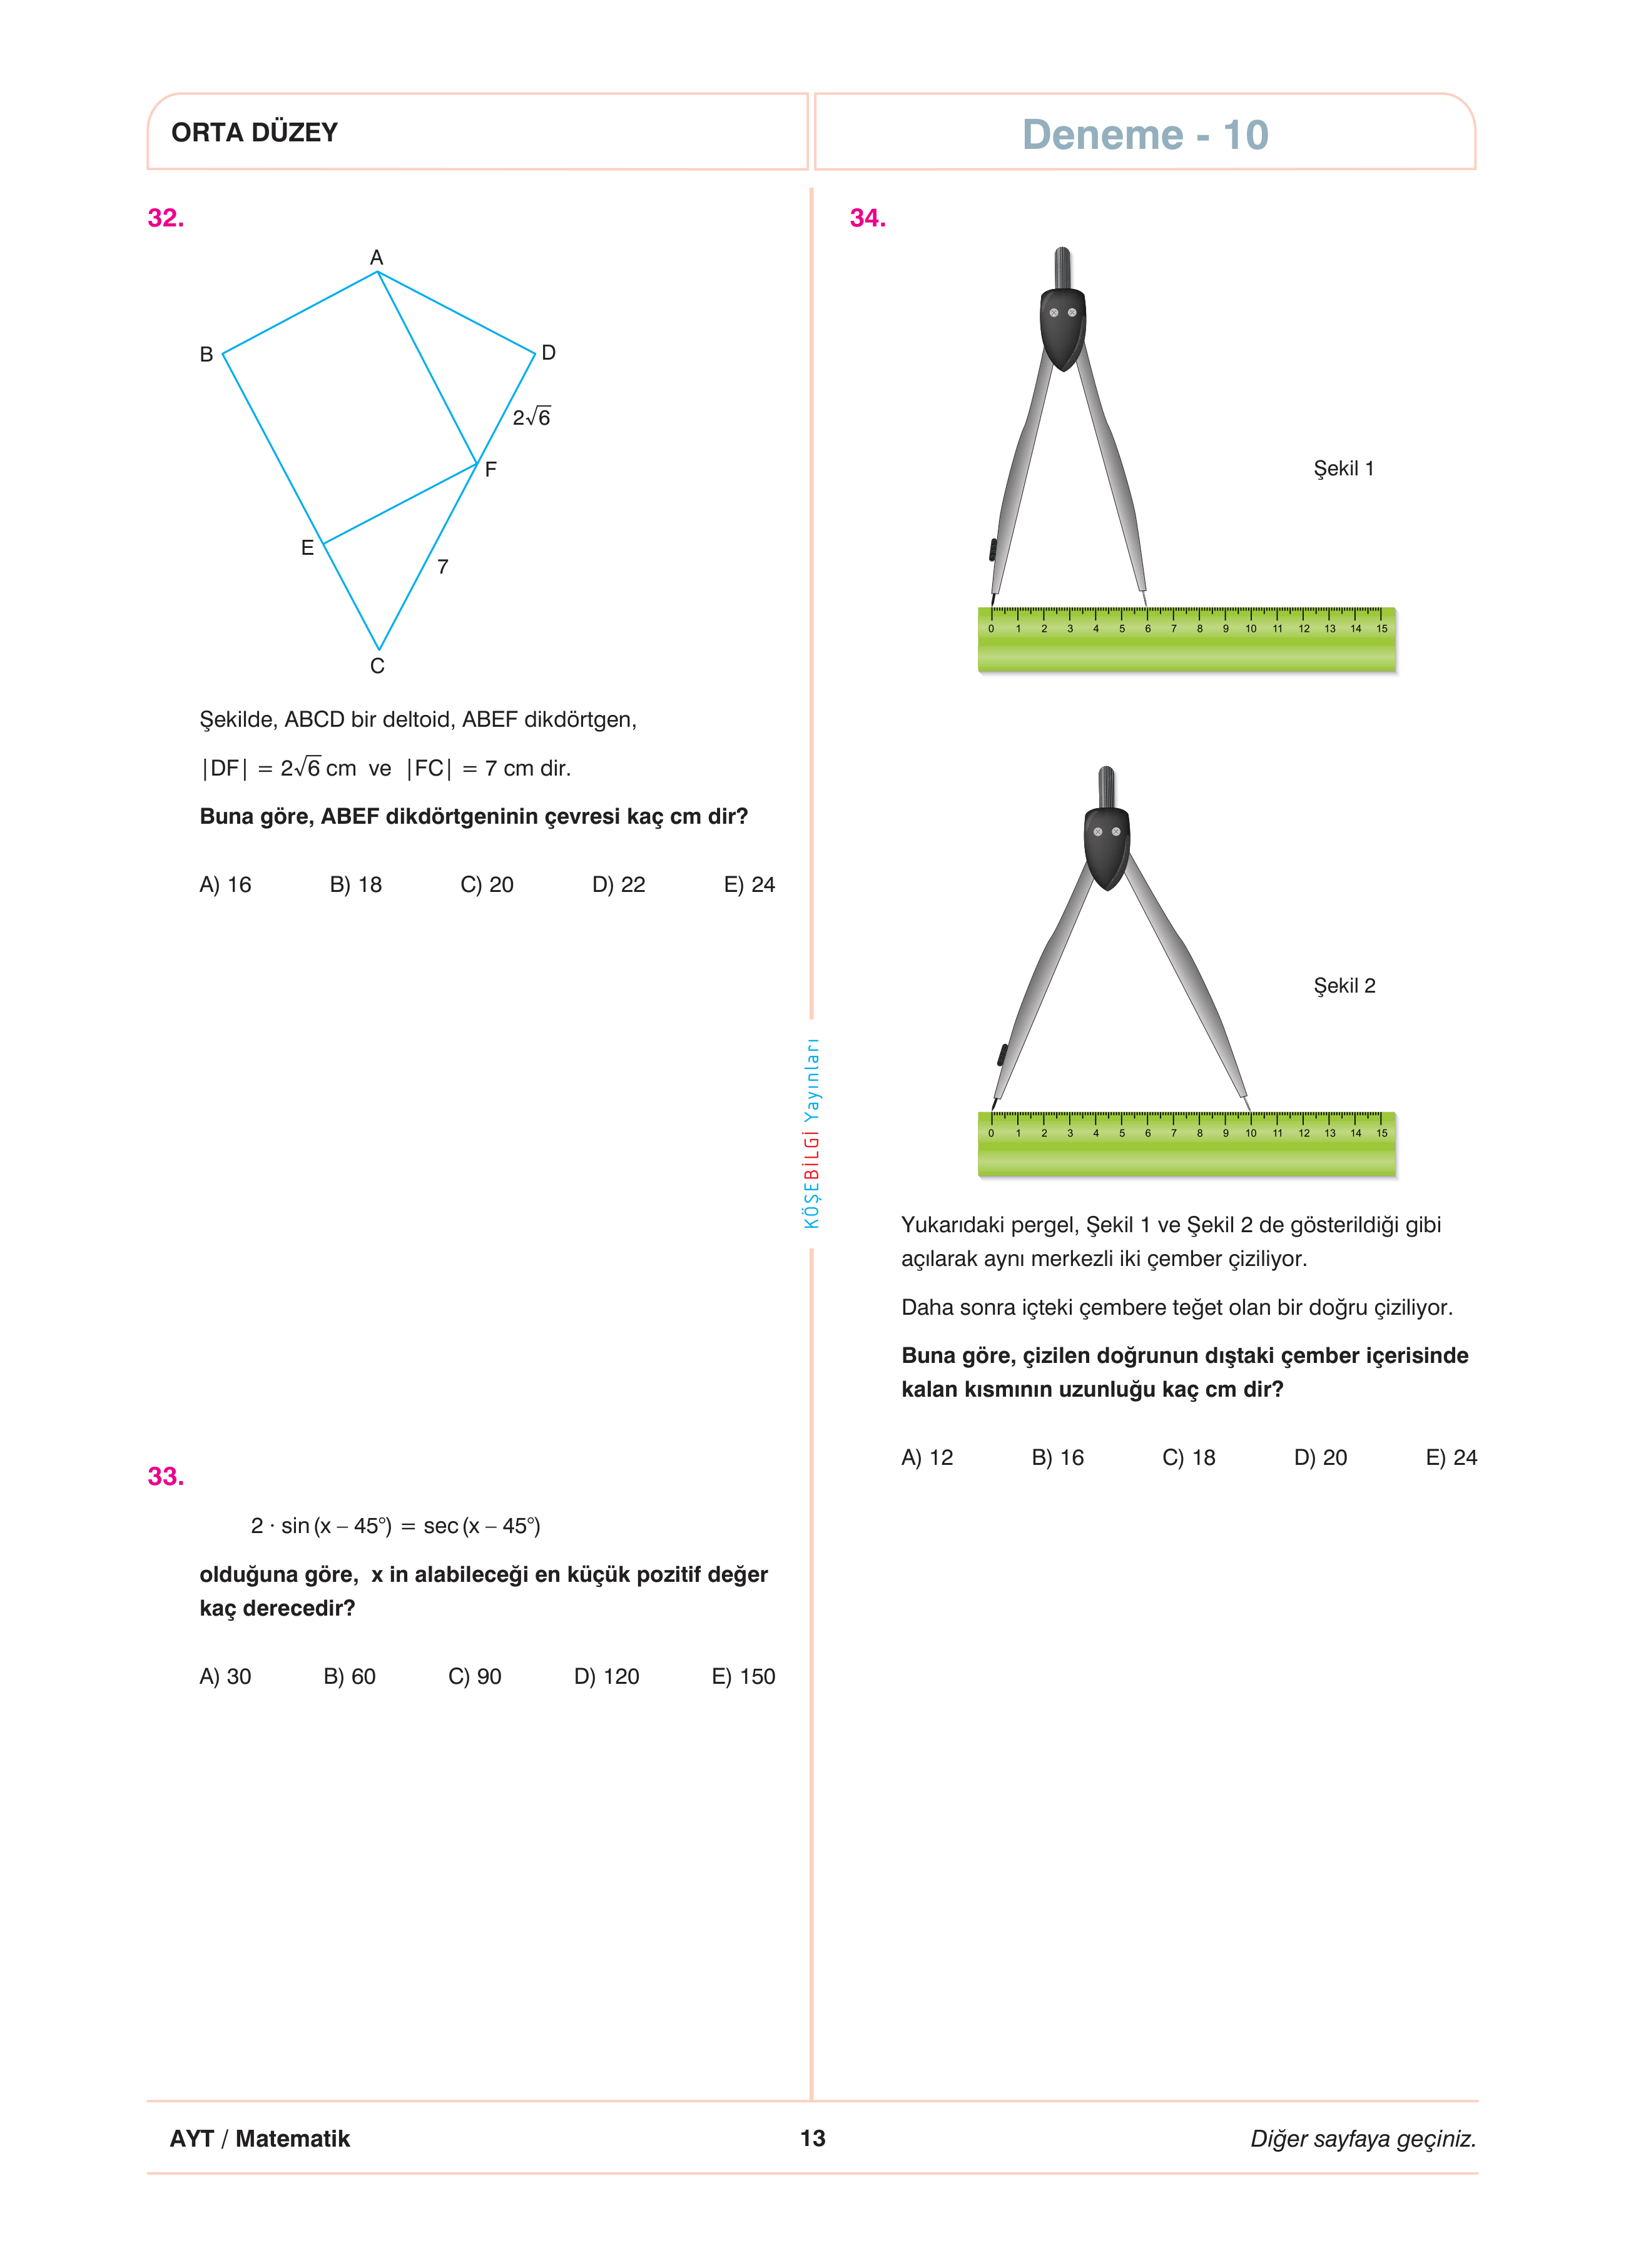 ORTA DÜZEY
Deneme - 10
32.
A
B
D
2√6
F
E
7
C
Şekilde, ABCD bir deltoid, ABEF dikdörtgen,
|DF| = 2√6 cm ve |FC| = 7 cm dir.
Buna göre, ABEF dikdörtgeninin çevresi kaç cm dir?
A) 16 B) 18 C) 20 D) 22 E) 24
33.
2 · sin (x – 45°) = sec (x – 45°)
olduğuna göre, x in alabileceği en küçük pozitif değer
kaç derecedir?
A) 30 B) 60 C) 90 D) 120 E) 150
KÖŞEBİLGİ Yayınları
34.
Şekil 1
0 1 2 3 4 5 6 7 8 9 10 11 12 13 14 15
Şekil 2
0 1 2 3 4 5 6 7 8 9 10 11 12 13 14 15
Yukarıdaki pergel, Şekil 1 ve Şekil 2 de gösterildiği gibi
açılarak aynı merkezli iki çember çiziliyor.
Daha sonra içteki çembere teğet olan bir doğru çiziliyor.
Buna göre, çizilen doğrunun dıştaki çember içerisinde
kalan kısmının uzunluğu kaç cm dir?
A) 12 B) 16 C) 18 D) 20 E) 24
AYT / Matematik
13
Diğer sayfaya geçiniz.